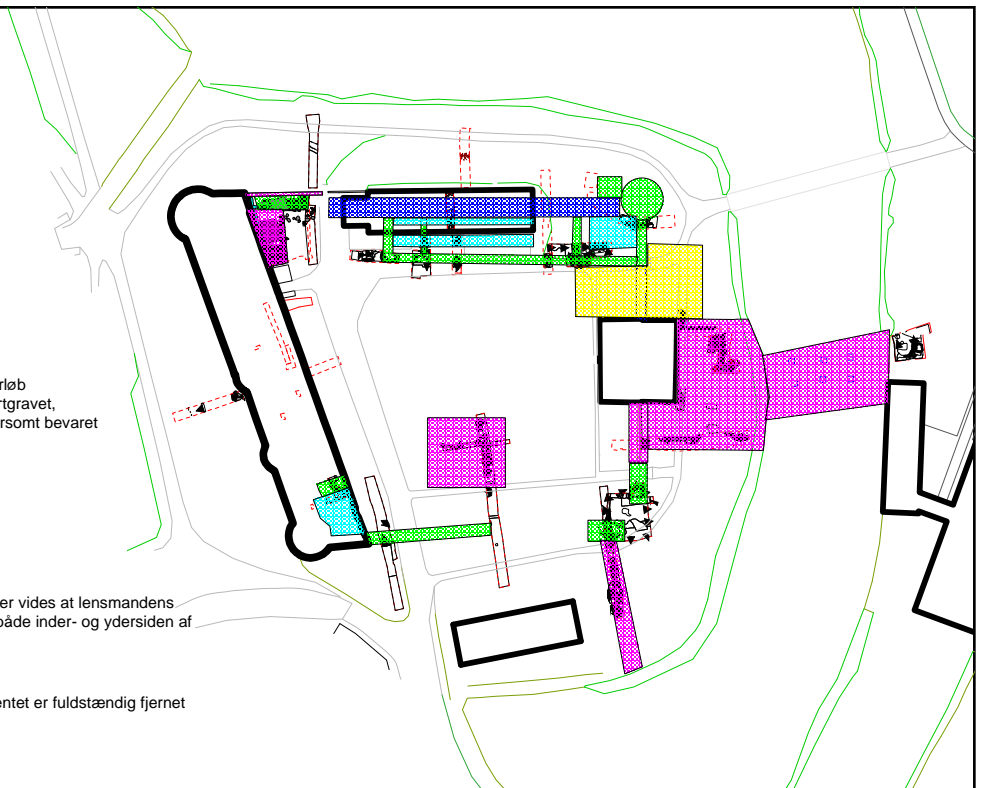 rløb
rtgravet,
rsomt bevaret
er vides at lensmandens
både inder- og ydersiden af
entet er fuldstændig fjernet